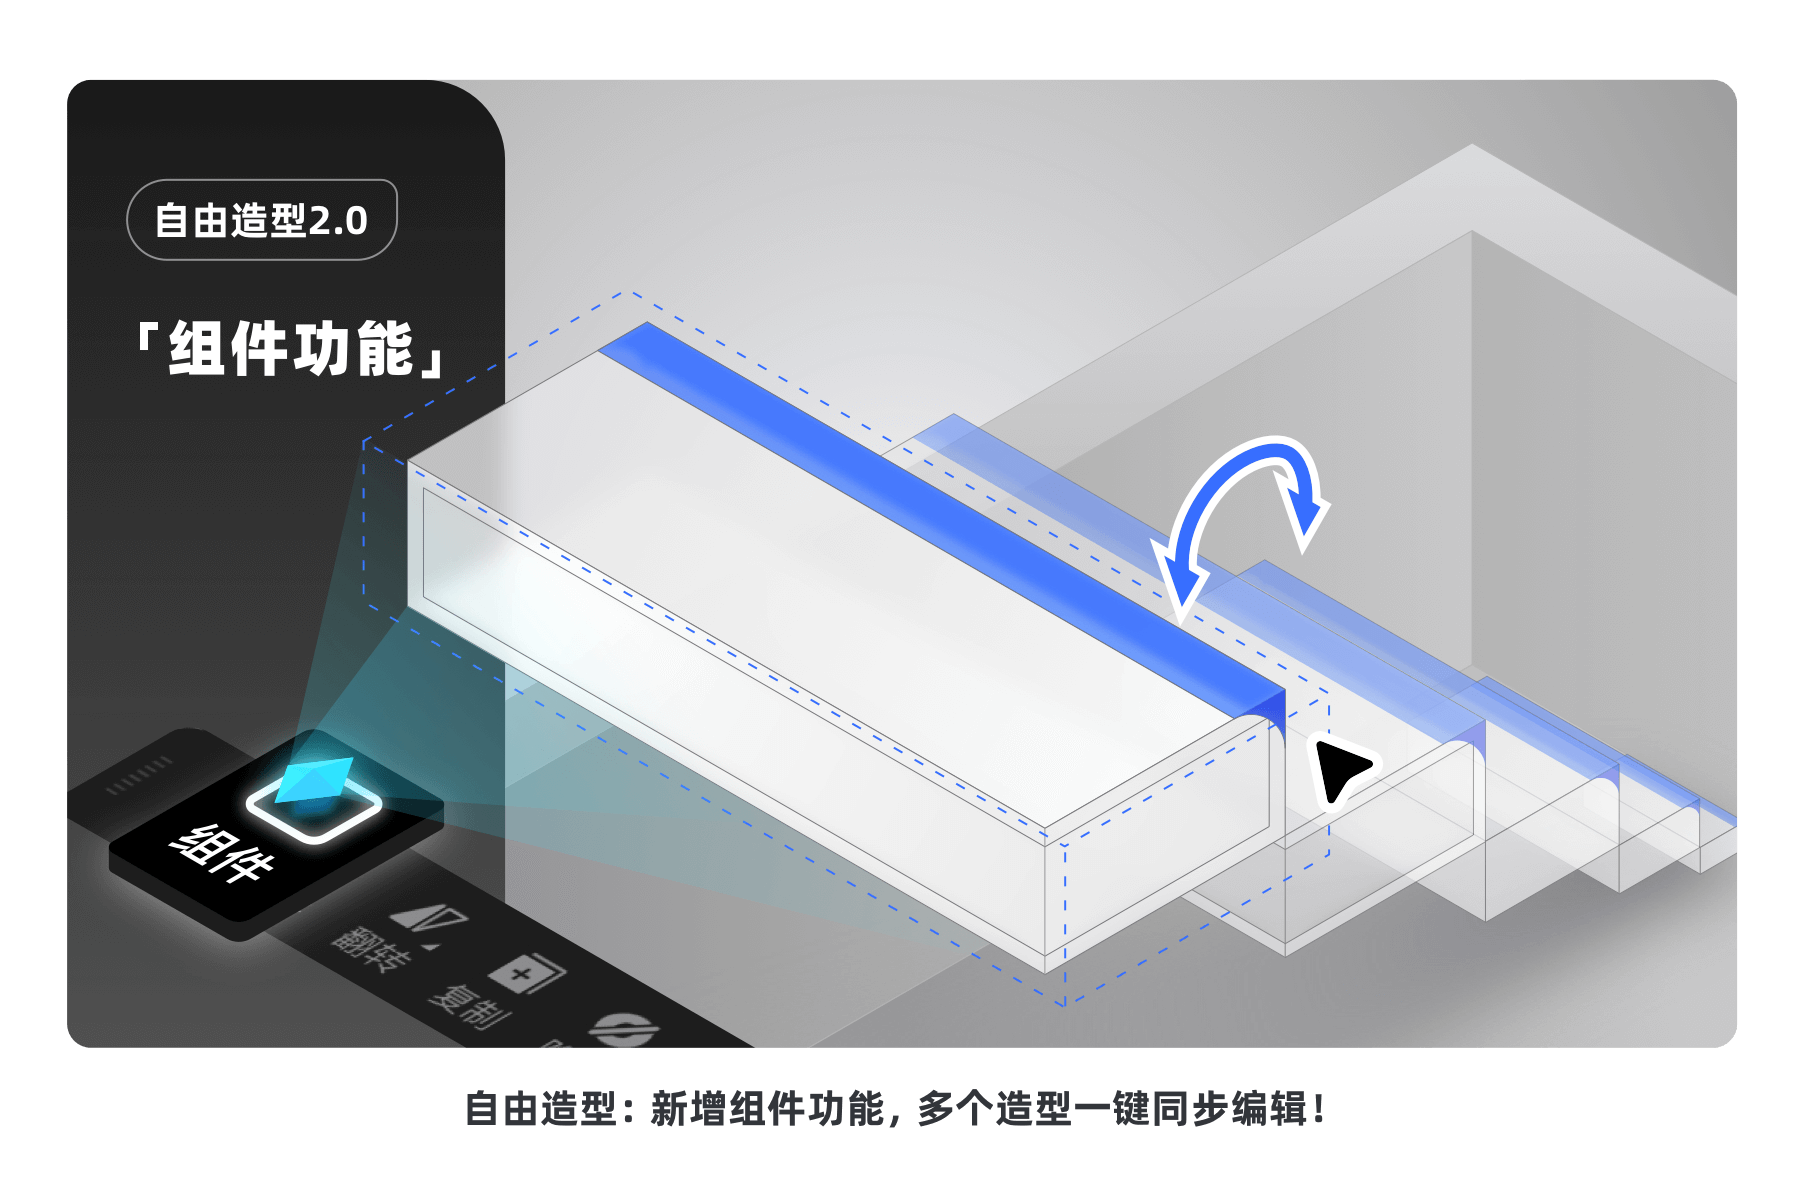 自由造型2.0
「组件功能」
组件
翻转
复制
自由造型：新增组件功能，多个造型一键同步编辑！